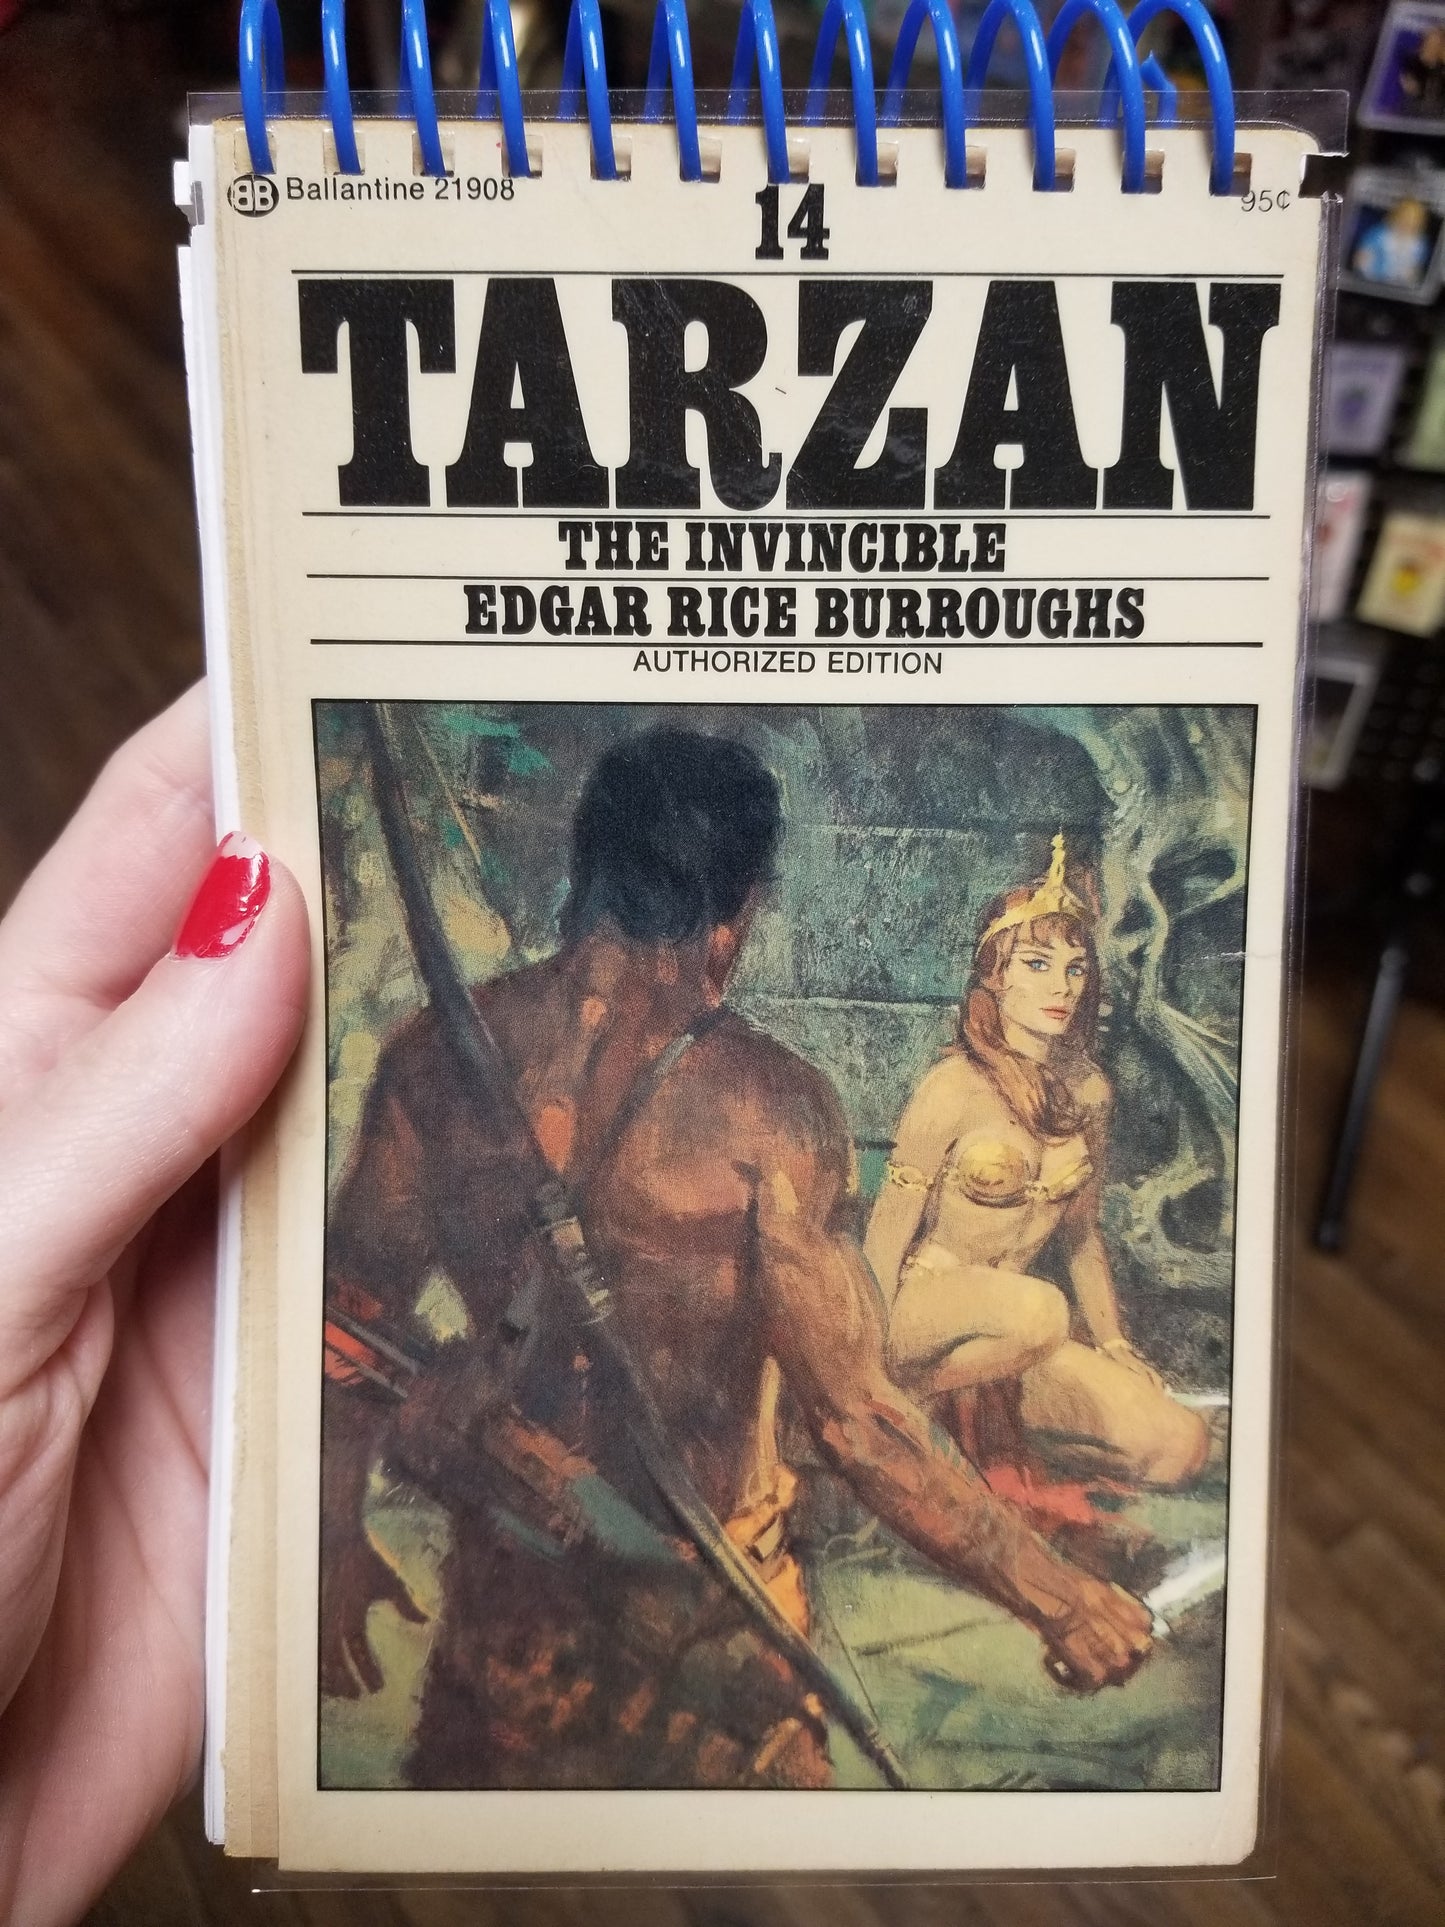 BB Ballantine 21908
95¢
14
TARZAN
THE INVINCIBLE
EDGAR RICE BURROUGHS
AUTHORIZED EDITION